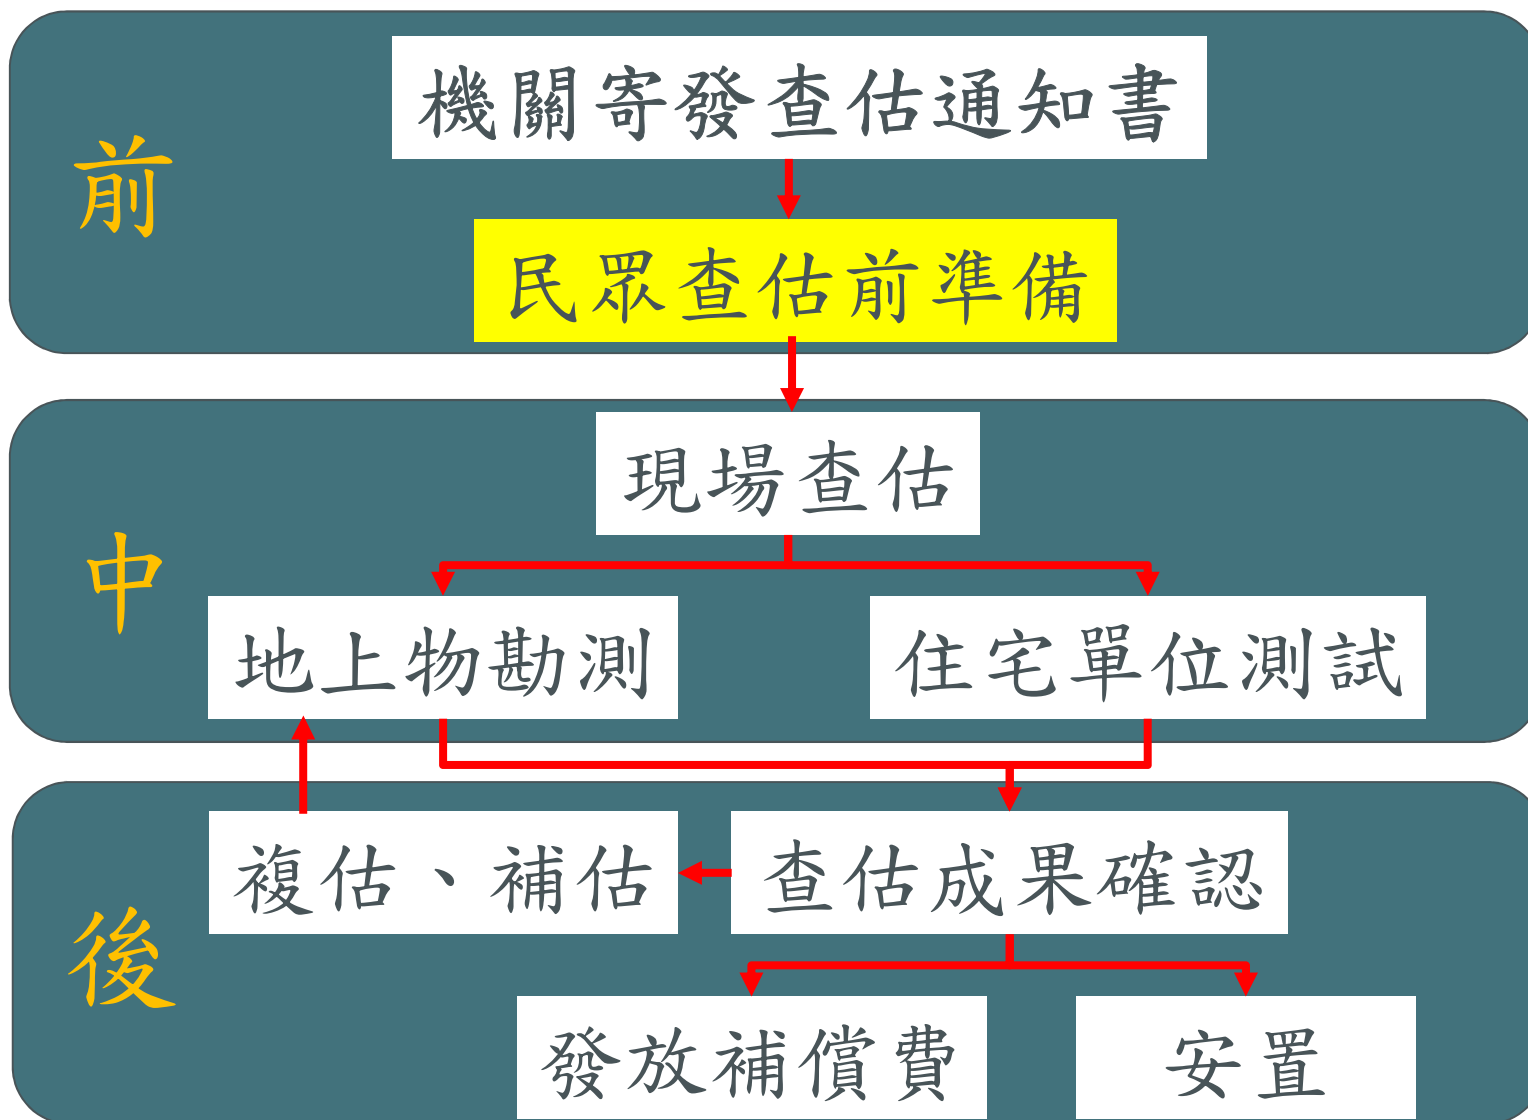 前
機關寄發查估通知書
民眾查估前準備
中
現場查估
地上物勘測
住宅單位測試
後
複估、補估
查估成果確認
發放補償費
安置